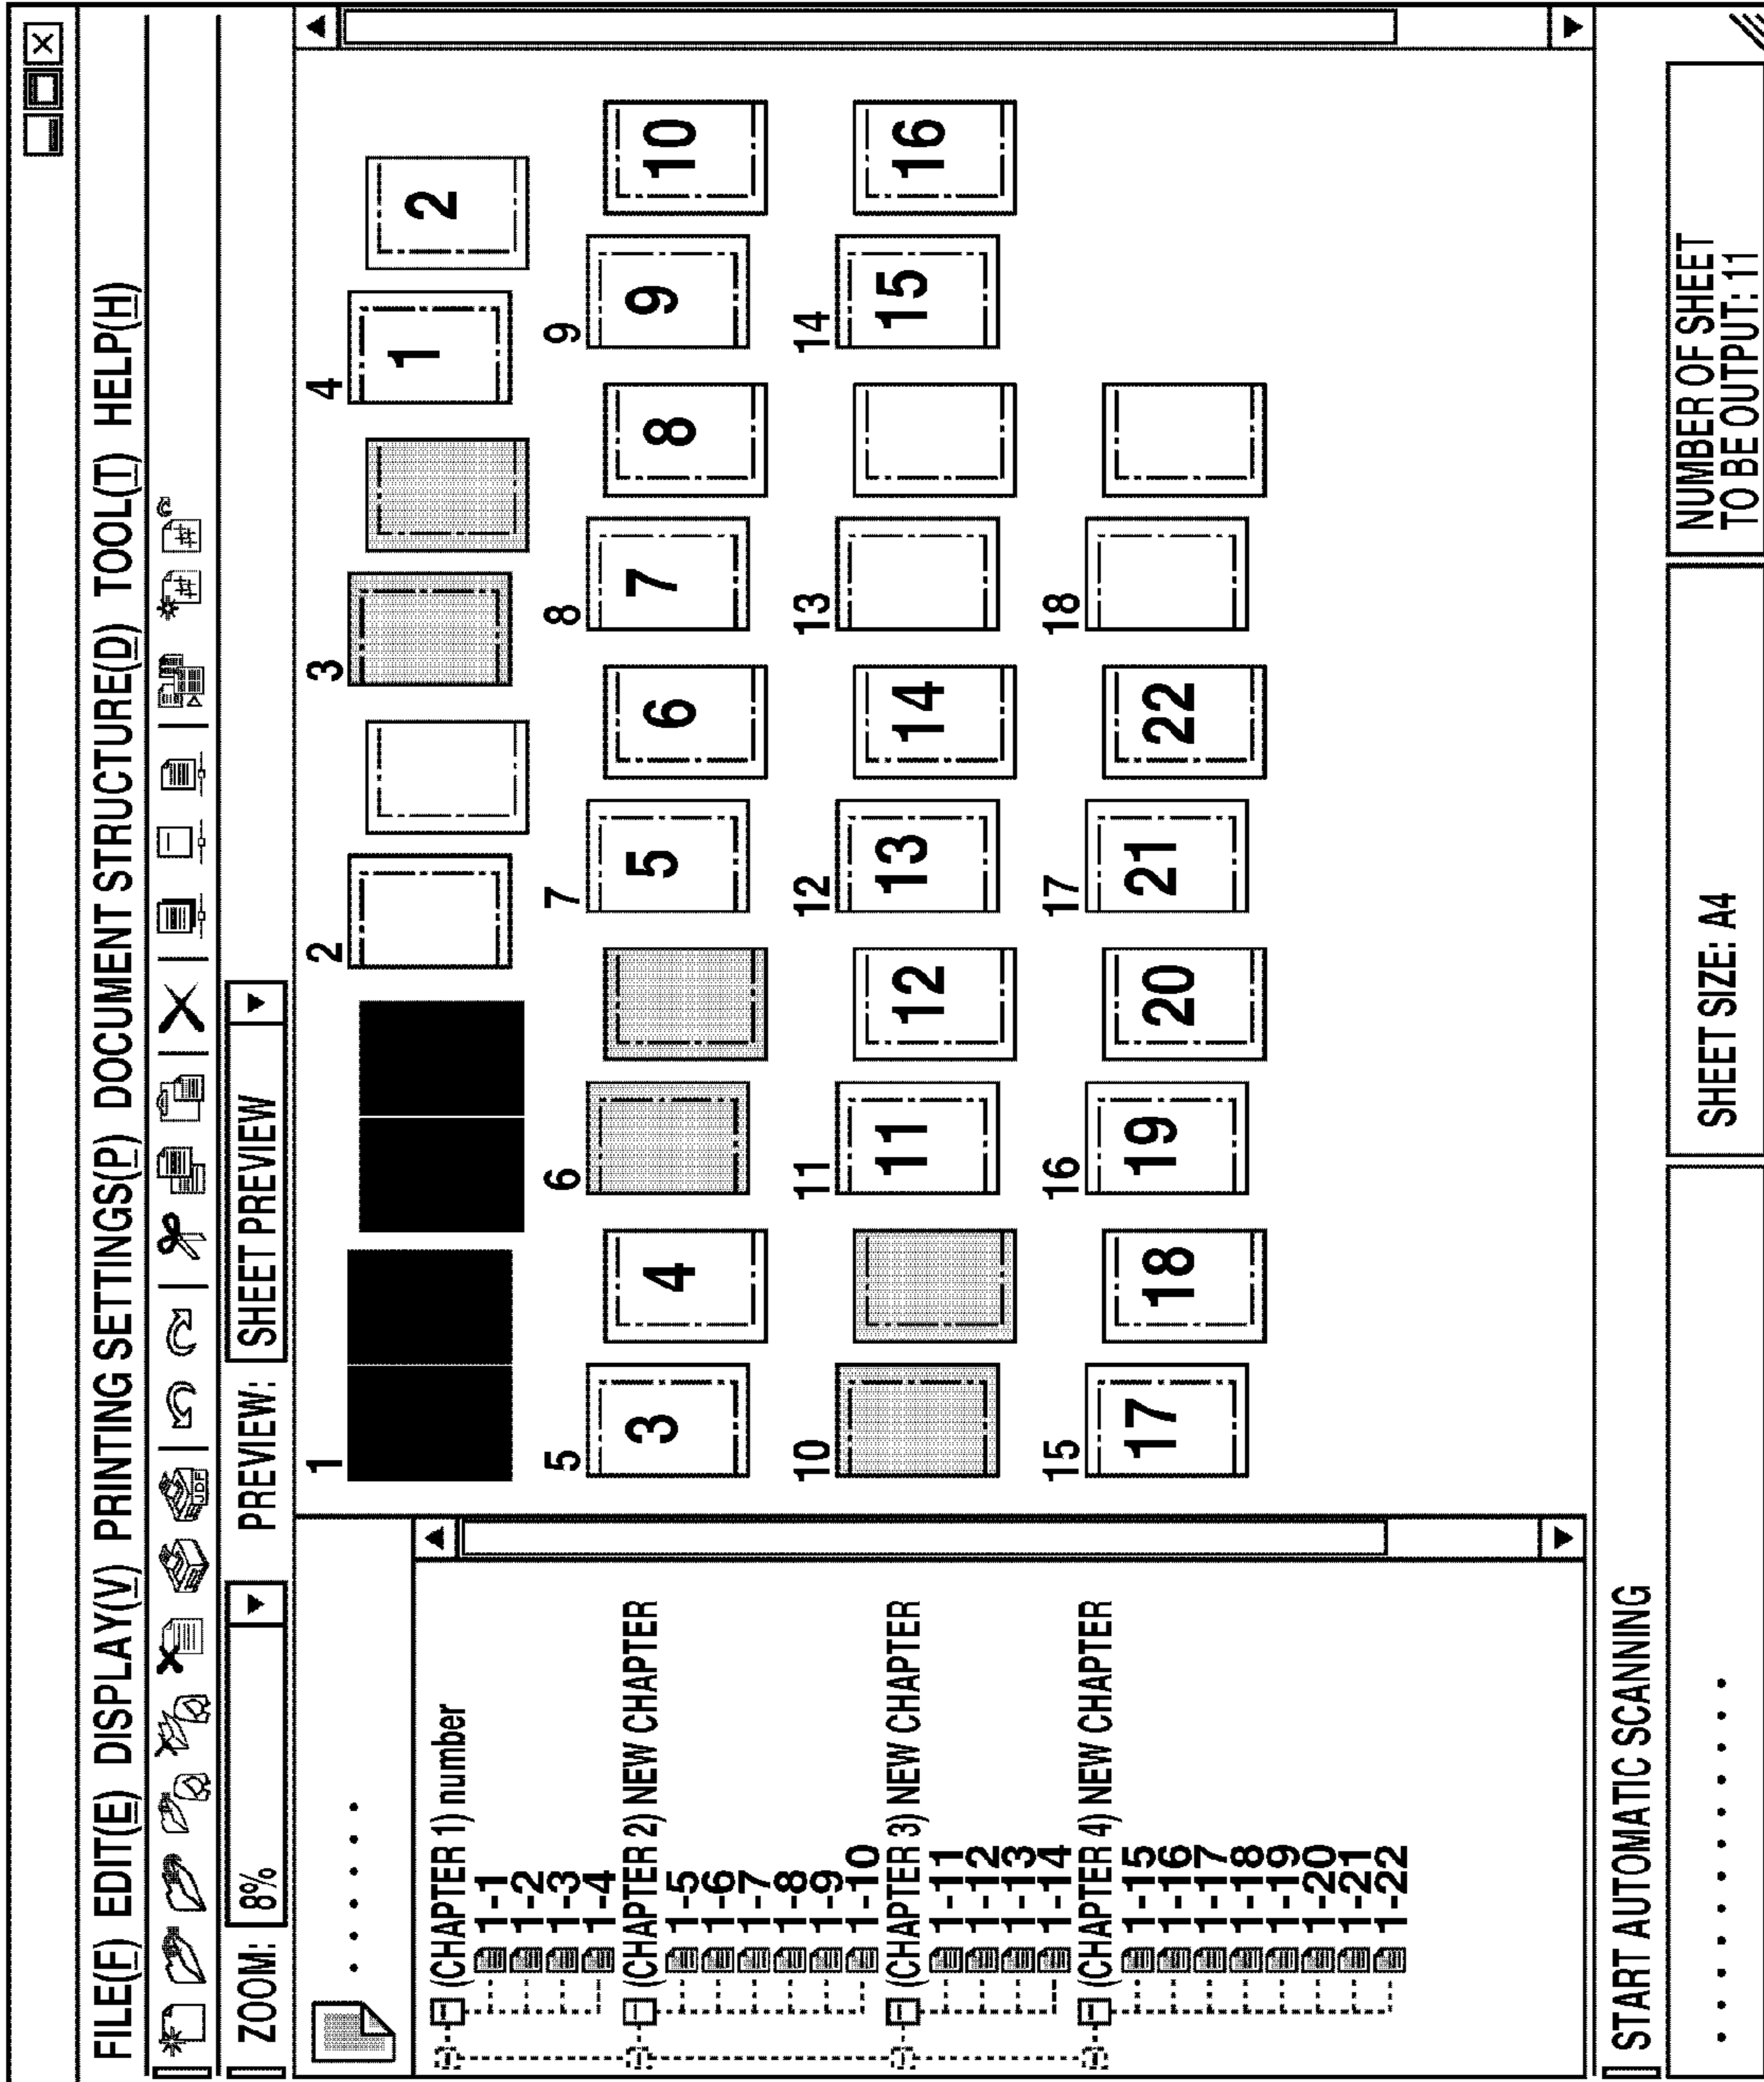 FILE(F) EDIT(E) DISPLAY(V) PRINTING SETTINGS(P) DOCUMENT STRUCTURED(D) TOOL(T) HELP(H)
JDF
ZOOM: 8% PREVIEW: SHEET PREVIEW
(CHAPTER 1) number
1-1
1-2
1-3
1-4
(CHAPTER 2) NEW CHAPTER
1-5
1-6
1-7
1-8
1-9
1-10
(CHAPTER 3) NEW CHAPTER
1-11
1-12
1-13
1-14
(CHAPTER 4) NEW CHAPTER
1-15
1-16
1-17
1-18
1-19
1-20
1-21
1-22
1 2 3 4
1 2
5 6 7 8 9
3 4 5 6 7 8 9 10
10 11 12 13 14
11 12 13 14 15 16
15 16 17 18
17 18 19 20 21 22
START AUTOMATIC SCANNING
SHEET SIZE: A4
NUMBER OF SHEET
TO BE OUTPUT: 11